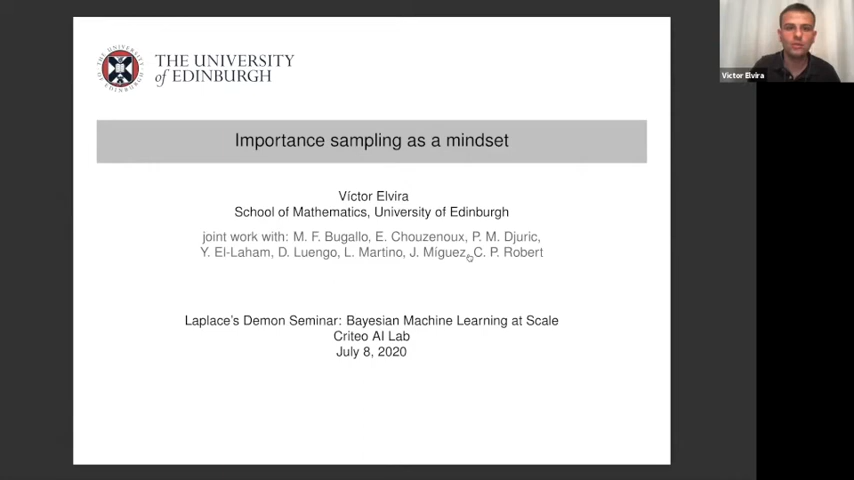 THE UNIVERSITY
of EDINBURGH
Importance sampling as a mindset
Víctor Elvira
School of Mathematics, University of Edinburgh
joint work with: M. F. Bugallo, E. Chouzenoux, P. M. Djuric,
Y. El-Laham, D. Luengo, L. Martino, J. Míguez, C. P. Robert
Laplace's Demon Seminar: Bayesian Machine Learning at Scale
Criteo AI Lab
July 8, 2020
Víctor Elvira